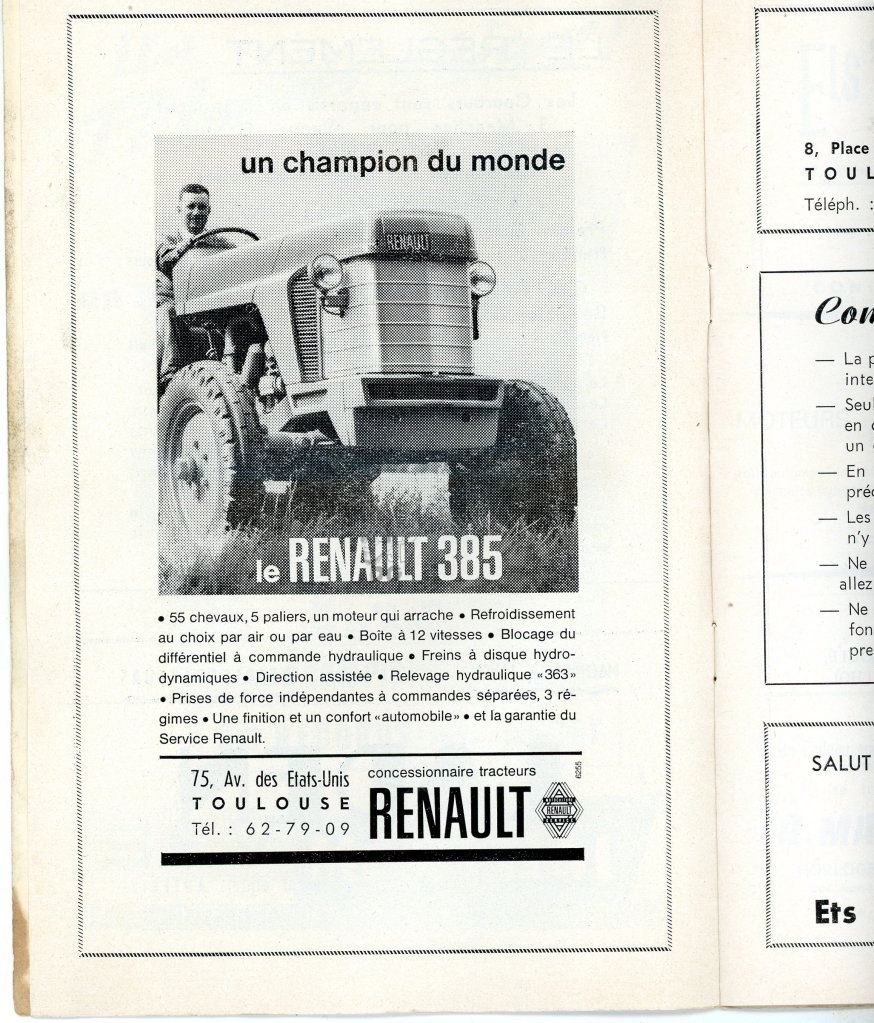 un champion du monde
RENAULT
le RENAULT 385
• 55 chevaux, 5 paliers, un moteur qui arrache • Refroidissement
au choix par air ou par eau • Boîte à 12 vitesses • Blocage du
différentiel à commande hydraulique • Freins à disque hydro-
dynamiques • Direction assistée • Relevage hydraulique «363»
• Prises de force indépendantes à commandes séparées, 3 ré-
gimes • Une finition et un confort «automobile» • et la garantie du
Service Renault.
75, Av. des Etats-Unis
TOULOUSE
Tél. : 62-79-09
concessionnaire tracteurs
RENAULT
RENAULT
SERVICE
6255
8, Place
TOUL
Téléph. :
Con
— La p
inte
— Seul
en
un
— En
préc
— Les
n'y
— Ne
allez
— Ne
fon
pre
SALUT
Ets